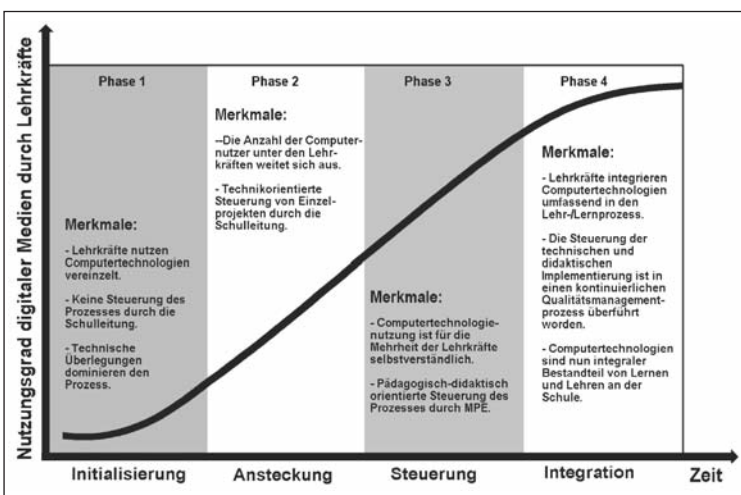 Nutzungsgrad digitaler Medien durch Lehrkräfte
Phase 1
Merkmale:
- Lehrkräfte nutzen
Computertechnologien
vereinzelt.
- Keine Steuerung des
Prozesses durch die
Schulleitung.
- Technische
Überlegungen
dominieren den
Prozess.
Phase 2
Merkmale:
--Die Anzahl der Computer-
nutzer unter den Lehr-
kräften weitet sich aus.
- Technikorientierte
Steuerung von Einzel-
projekten durch die
Schulleitung.
Phase 3
Merkmale:
- Computertechnologie-
nutzung ist für die
Mehrheit der Lehrkräfte
selbstverständlich.
- Pädagogisch-didaktisch
orientierte Steuerung des
Prozesses durch MPE.
Phase 4
Merkmale:
- Lehrkräfte integrieren
Computertechnologien
umfassend in den
Lehr-/Lernprozess.
- Die Steuerung der
technischen und
didaktischen
Implementierung ist in
einen kontinuierlichen
Qualitätsmanagement-
prozess überführt
worden.
- Computertechnologien
sind nun integraler
Bestandteil von Lernen
und Lehren an der
Schule.
Initialisierung Ansteckung Steuerung Integration Zeit